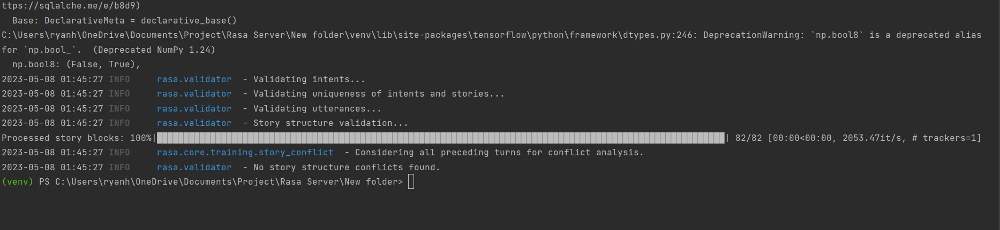 ttps://sqlalche.me/e/b8d9)
  Base: DeclarativeMeta = declarative_base()
C:\Users\ryanh\OneDrive\Documents\Project\Rasa Server\New folder\venv\lib\site-packages\tensorflow\python\framework\dtypes.py:246: DeprecationWarning: `np.bool8` is a deprecated alias
for `np.bool_`.  (Deprecated NumPy 1.24)
  np.bool8: (False, True),
2023-05-08 01:45:27 INFO     rasa.validator  - Validating intents...
2023-05-08 01:45:27 INFO     rasa.validator  - Validating uniqueness of intents and stories...
2023-05-08 01:45:27 INFO     rasa.validator  - Validating utterances...
2023-05-08 01:45:27 INFO     rasa.validator  - Story structure validation...
Processed story blocks: 100%|██████████| 82/82 [00:00<00:00, 2053.47it/s, # trackers=1]
2023-05-08 01:45:27 INFO     rasa.core.training.story_conflict  - Considering all preceding turns for conflict analysis.
2023-05-08 01:45:27 INFO     rasa.validator  - No story structure conflicts found.
(venv) PS C:\Users\ryanh\OneDrive\Documents\Project\Rasa Server\New folder>